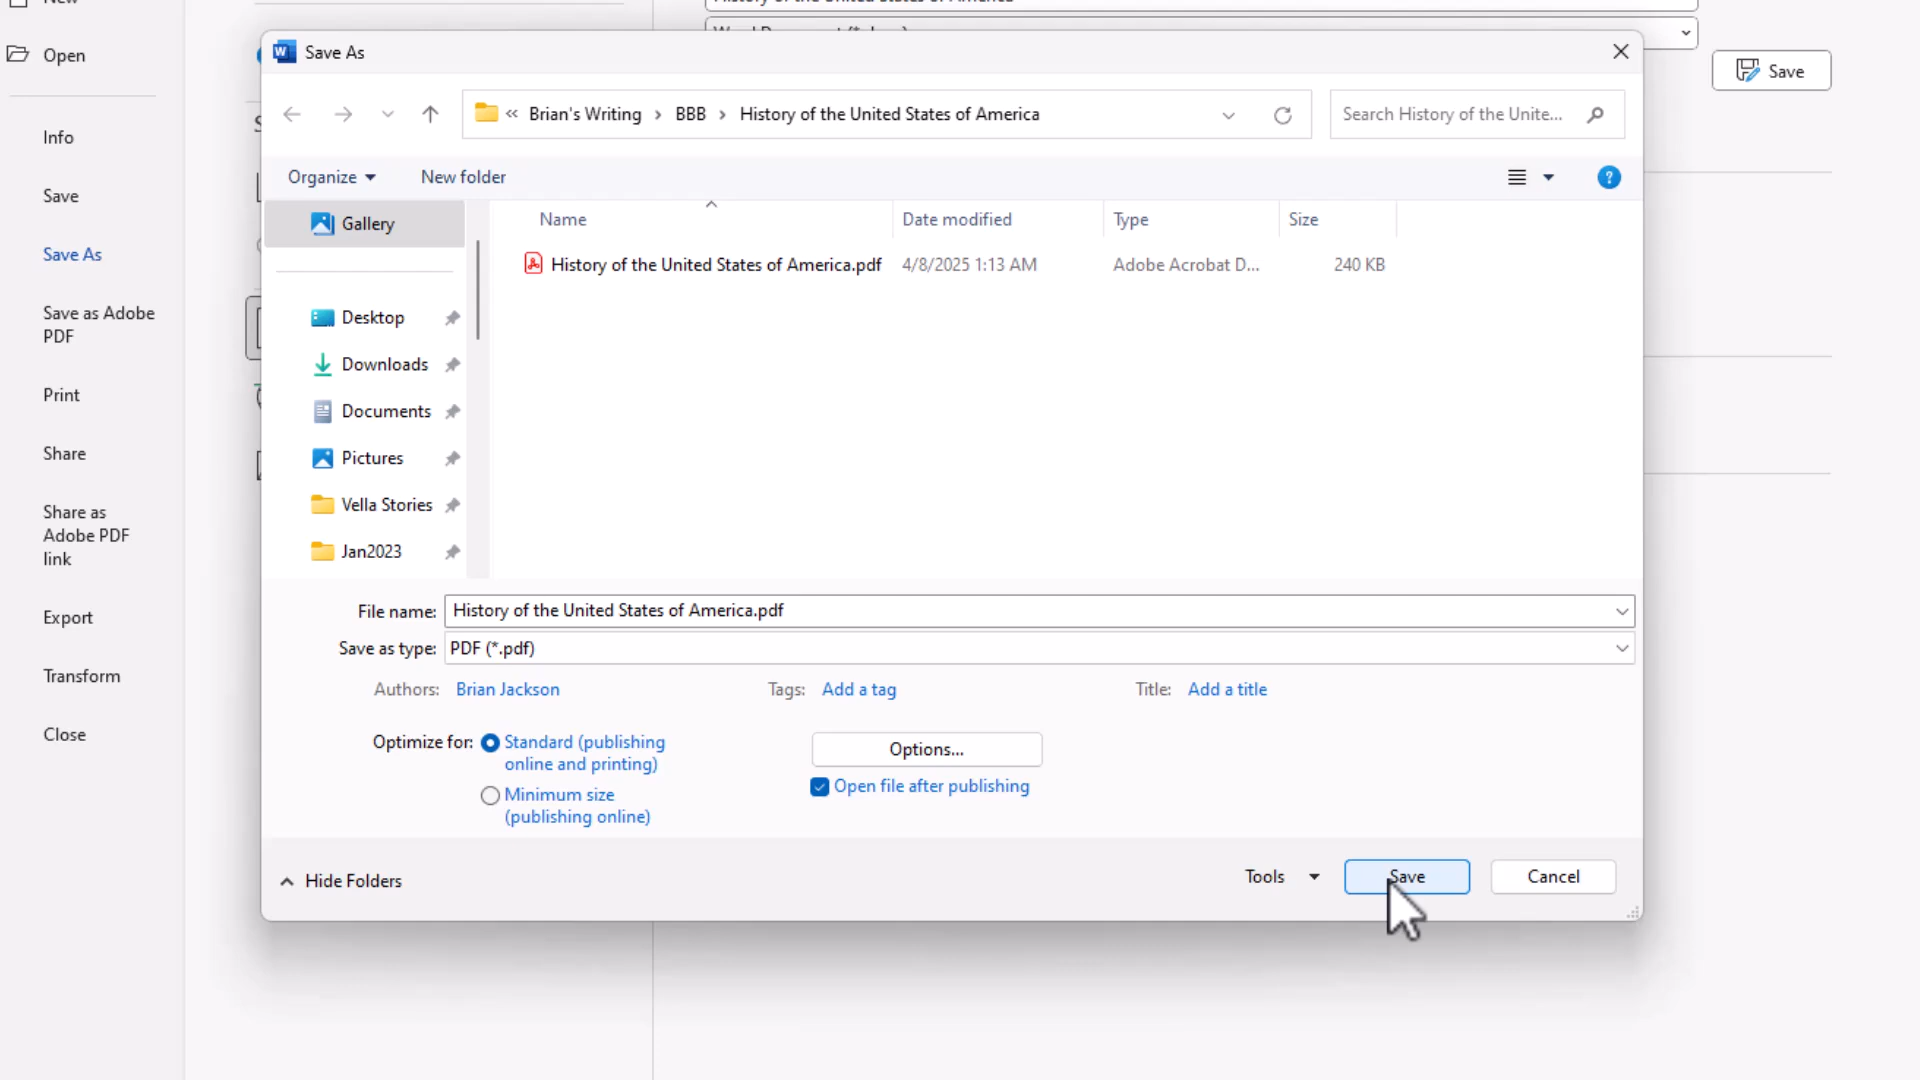 Open
Info
Save
Save As
Save as Adobe
PDF
Print
Share
Share as
Adobe PDF
link
Export
Transform
Close
Save
Save As
« Brian's Writing > BBB > History of the United States of America
Search History of the Unite...
Organize
New folder
?
Gallery
Desktop
Downloads
Documents
Pictures
Vella Stories
Jan2023
Name Date modified Type Size
History of the United States of America.pdf 4/8/2025 1:13 AM Adobe Acrobat D... 240 KB
File name: History of the United States of America.pdf
Save as type: PDF (*.pdf)
Authors: Brian Jackson Tags: Add a tag Title: Add a title
Optimize for: Standard (publishing
online and printing)
Minimum size
(publishing online)
Options...
Open file after publishing
Hide Folders
Tools
Save
Cancel